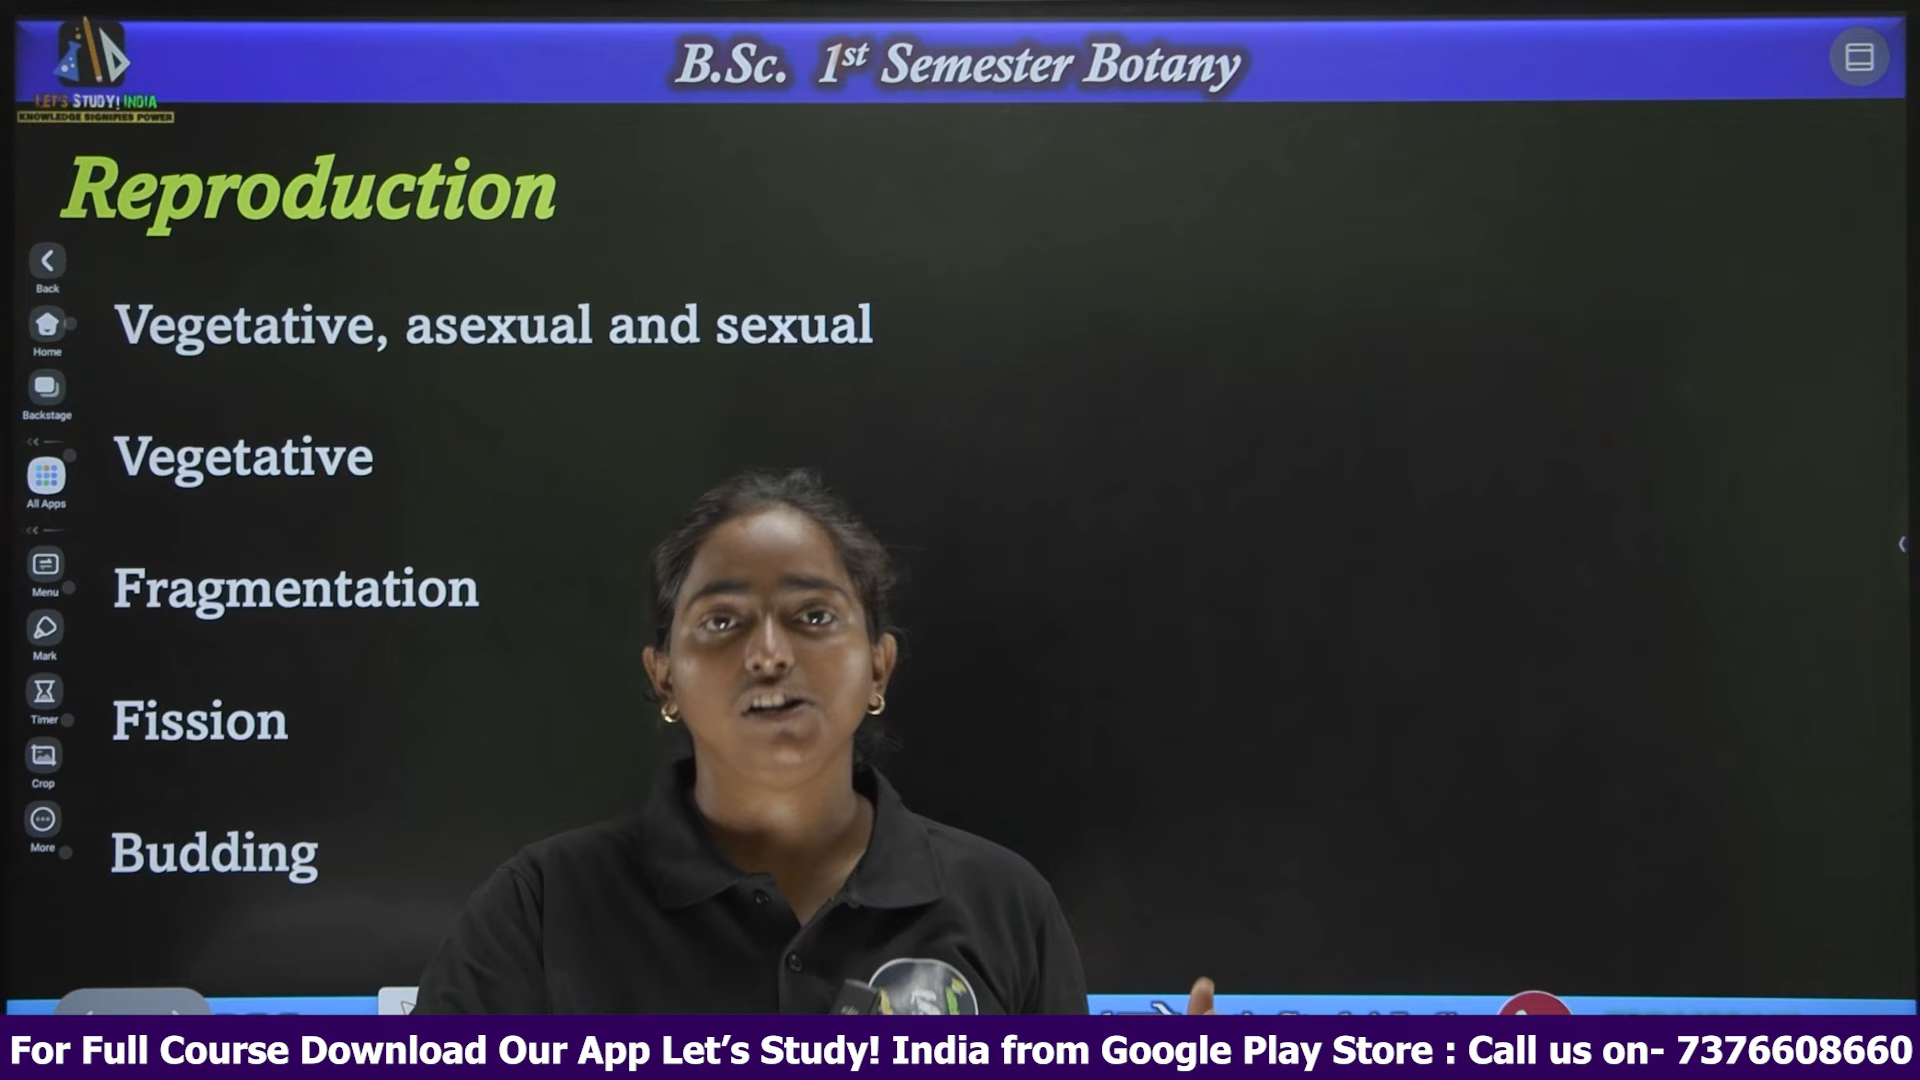 B.Sc. 1st Semester Botany
LET'S STUDY! INDIA
KNOWLEDGE SIGNIFIES POWER
Reproduction
Back
Vegetative, asexual and sexual
Home
Backstage
Vegetative
All Apps
Fragmentation
Menu
Mark
Fission
Timer
Crop
Budding
More
For Full Course Download Our App Let’s Study! India from Google Play Store : Call us on- 7376608660